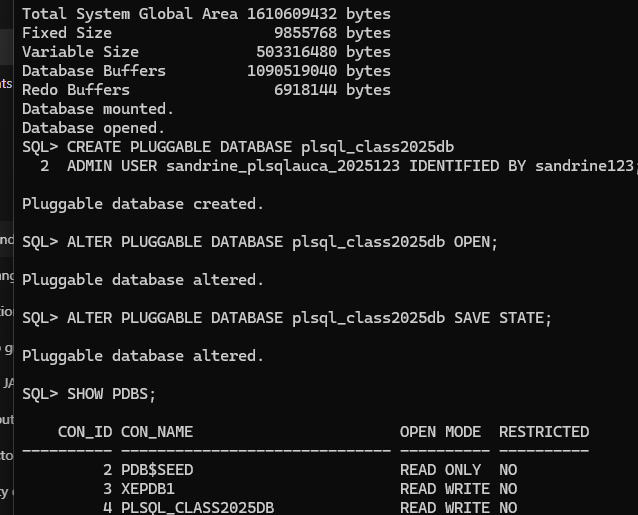 Total System Global Area 1610609432 bytes
Fixed Size                  9855768 bytes
Variable Size             503316480 bytes
Database Buffers         1090519040 bytes
Redo Buffers                6918144 bytes
Database mounted.
Database opened.
SQL> CREATE PLUGGABLE DATABASE plsql_class2025db
  2  ADMIN USER sandrine_plsqlauca_2025123 IDENTIFIED BY sandrine123;
Pluggable database created.
SQL> ALTER PLUGGABLE DATABASE plsql_class2025db OPEN;
Pluggable database altered.
SQL> ALTER PLUGGABLE DATABASE plsql_class2025db SAVE STATE;
Pluggable database altered.
SQL> SHOW PDBS;
    CON_ID CON_NAME                       OPEN MODE  RESTRICTED
---------- ------------------------------ ---------- ----------
         2 PDB$SEED                       READ ONLY  NO
         3 XEPDB1                         READ WRITE NO
         4 PLSQL_CLASS2025DB              READ WRITE NO